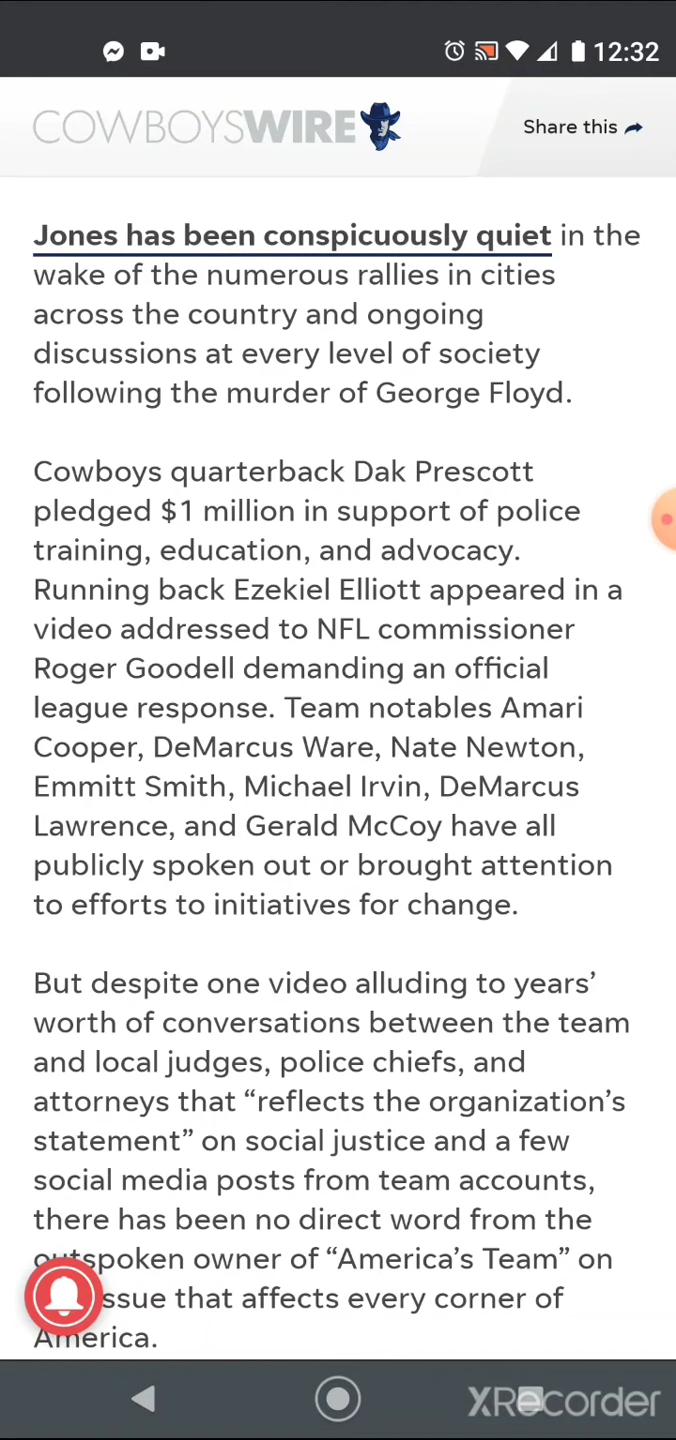 12:32
COWBOYSWIRE
Share this
Jones has been conspicuously quiet in the
wake of the numerous rallies in cities
across the country and ongoing
discussions at every level of society
following the murder of George Floyd.
Cowboys quarterback Dak Prescott
pledged $1 million in support of police
training, education, and advocacy.
Running back Ezekiel Elliott appeared in a
video addressed to NFL commissioner
Roger Goodell demanding an official
league response. Team notables Amari
Cooper, DeMarcus Ware, Nate Newton,
Emmitt Smith, Michael Irvin, DeMarcus
Lawrence, and Gerald McCoy have all
publicly spoken out or brought attention
to efforts to initiatives for change.
But despite one video alluding to years’
worth of conversations between the team
and local judges, police chiefs, and
attorneys that “reflects the organization’s
statement” on social justice and a few
social media posts from team accounts,
there has been no direct word from the
outspoken owner of “America’s Team” on
ssue that affects every corner of
America.
XRecorder